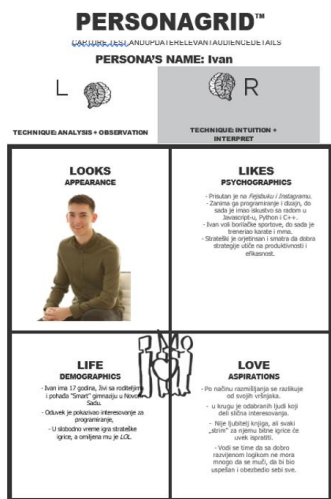 PERSONAGRID™
CAPTURE,TEST,ANDUPDATERELEVANTAUDIENCEDETAILS
PERSONA'S NAME: Ivan
L
R
TECHNIQUE: ANALYSIS + OBSERVATION
TECHNIQUE: INTUITION +
INTERPRET
LOOKS
APPEARANCE
LIKES
PSYCHOGRAPHICS
- Prisutan je na Fejsbuku i Instagramu.
- Zanima ga programiranje i dizajn, do
sada je imao iskustvo sa radom u
Javascript-u, Python i C++.
- Ivan voli borilačke sportove, do sada je
trenirao karate i mma.
- Strateški je orjetinsan i smatra da dobra
strategije utiče na produktivnosti i
efikasnost.
LIFE
DEMOGRAPHICS
- Ivan ima 17 godina, živi sa roditeljima
i pohađa "Smart" gimnaziju u Novom
Sadu.
- Oduvek je pokazivao interesovanje za
programiranje,
- U slobodno vreme igra strateške
igrice, a omiljena mu je LOL.
LOVE
ASPIRATIONS
- Po načinu razmišljanja se razlikuje
od svojih vršnjaka.
- u krugu je odabranih ljudi koji
deli slična interesovanja.
- Nije ljubitelj knjiga, ali svaki
„strim" za njemu bitne igrice će
uvek ispratiti.
- Vodi se time da sa dobro
razvijenom logikom ne mora
mnogo da se muči, da bi bio
uspešan i obezbedio sebi sve.